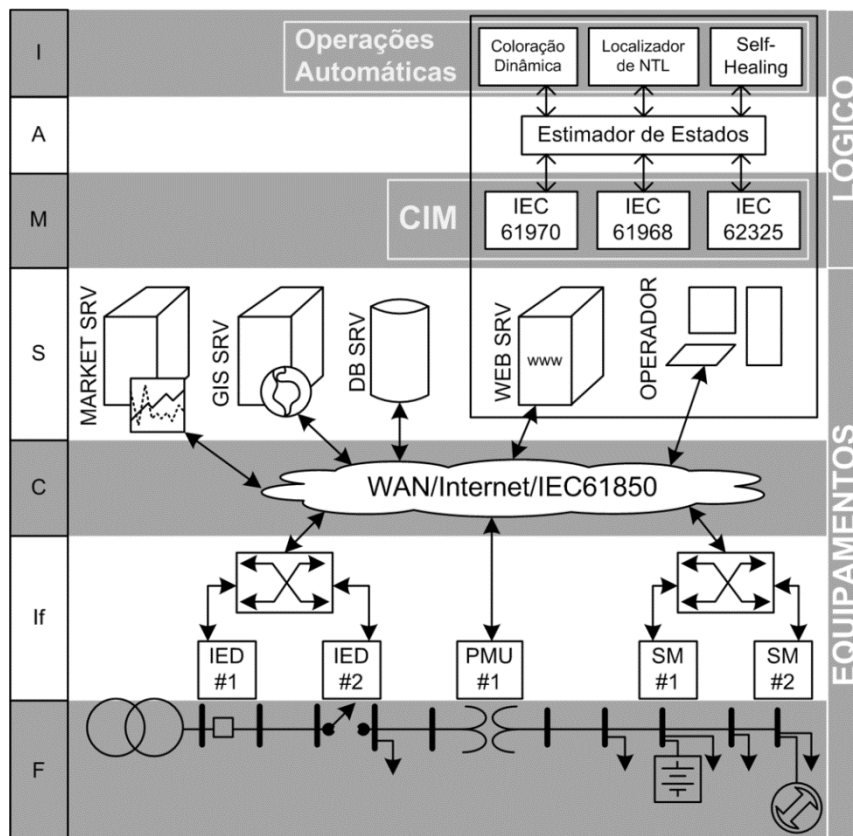 I
Operações
Automáticas
Coloração
Dinâmica
Localizador
de NTL
Self-
Healing
LÓGICO
A
Estimador de Estados
M
CIM
IEC
61970
IEC
61968
IEC
62325
S
MARKET SRV
GIS SRV
DB SRV
WEB SRV
www
OPERADOR
EQUIPAMENTOS
C
WAN/Internet/IEC61850
If
IED
#1
IED
#2
PMU
#1
SM
#1
SM
#2
F